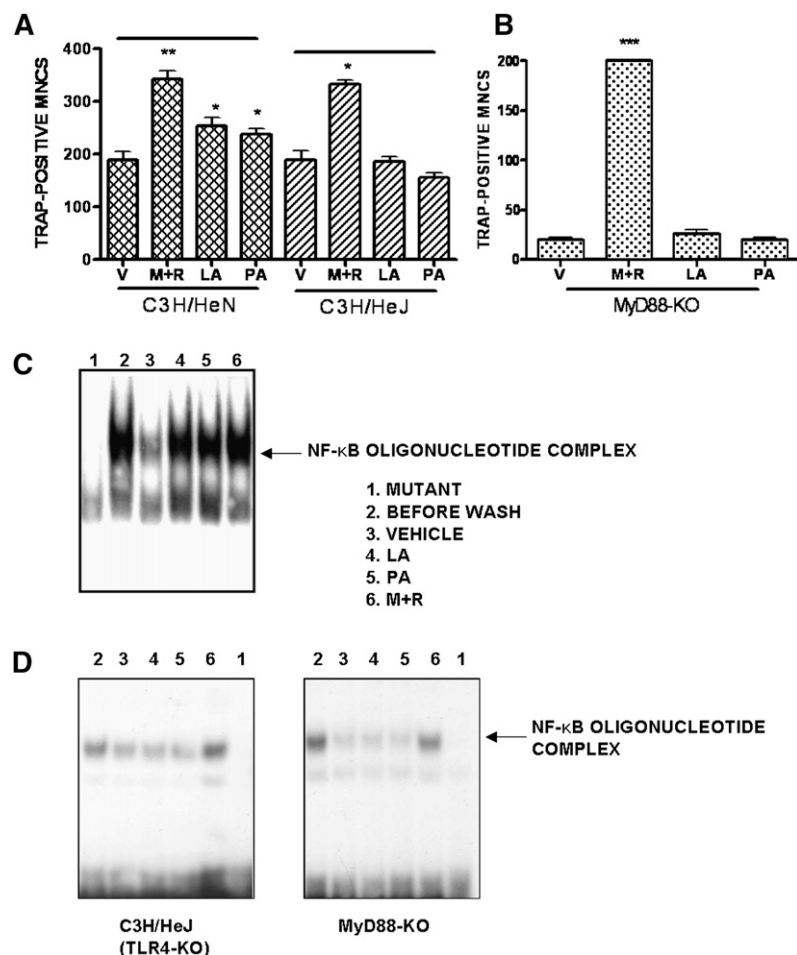 A
TRAP-POSITIVE MNCS
400
300
200
100
0
**
*
*
*
V M+R LA PA V M+R LA PA
C3H/HeN C3H/HeJ
B
TRAP-POSITIVE MNCS
200
150
100
50
0
***
V M+R LA PA
MyD88-KO
C
1 2 3 4 5 6
NF-κB OLIGONUCLEOTIDE COMPLEX
1. MUTANT
2. BEFORE WASH
3. VEHICLE
4. LA
5. PA
6. M+R
D
2 3 4 5 6 1
C3H/HeJ
(TLR4-KO)
2 3 4 5 6 1
MyD88-KO
NF-κB OLIGONUCLEOTIDE
COMPLEX